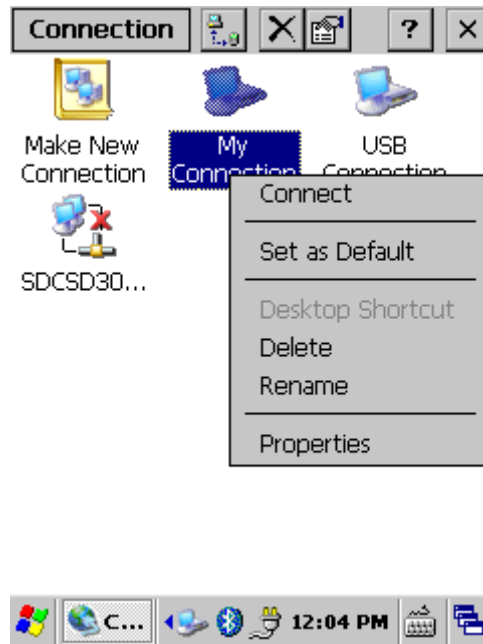 Connection
?
Make New
Connection
My
Connection
USB
Connection
SDCSD30...
Connect
Set as Default
Desktop Shortcut
Delete
Rename
Properties
C...
12:04 PM